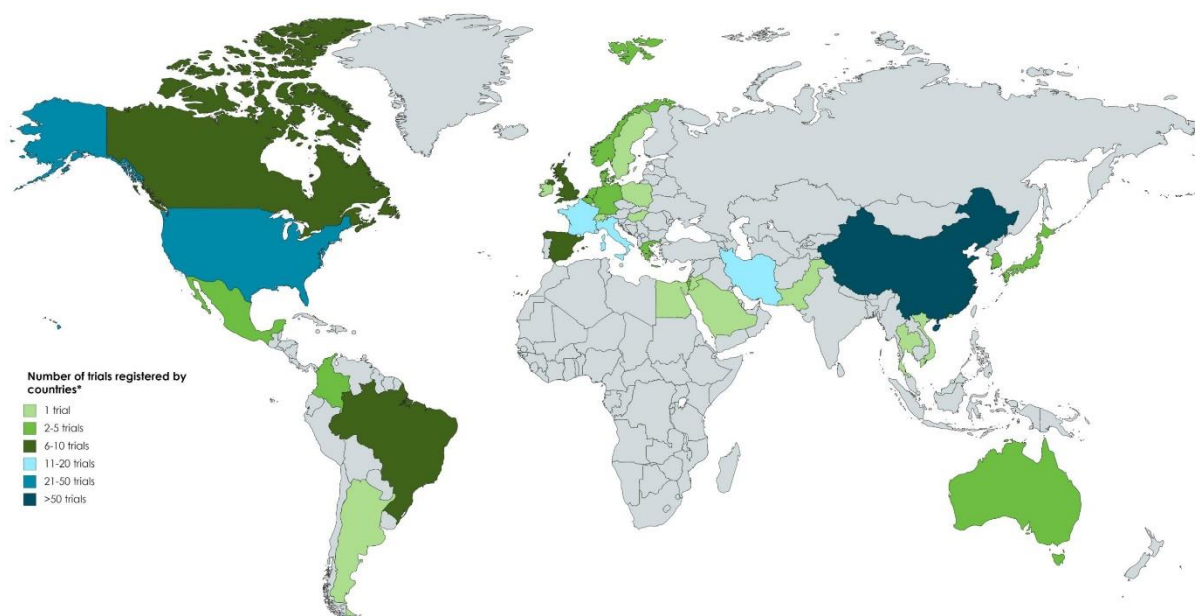 Number of trials registered by
countries*
1 trial
2-5 trials
6-10 trials
11-20 trials
21-50 trials
>50 trials